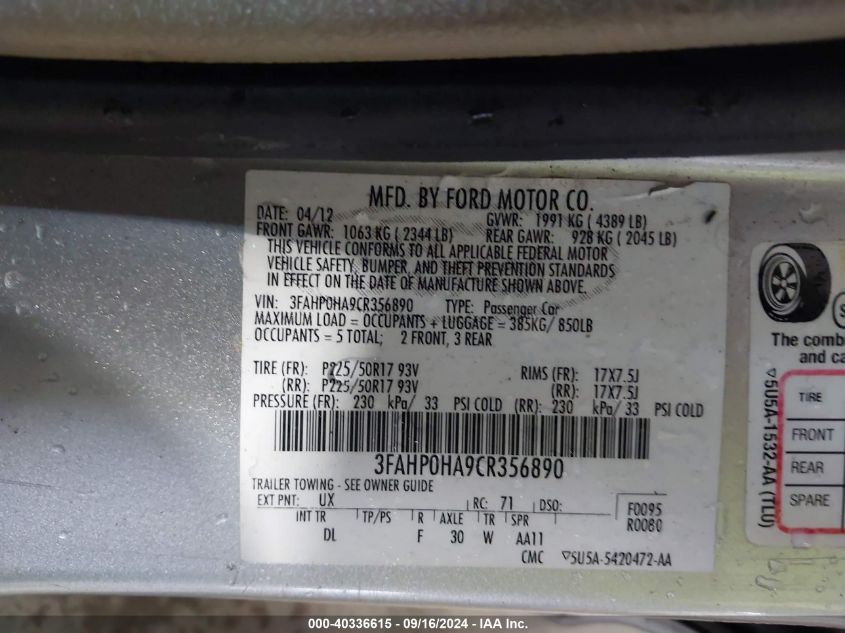 MFD. BY FORD MOTOR CO.
DATE: 04/12 GVWR: 1991 KG ( 4389 LB)
FRONT GAWR: 1063 KG ( 2344 LB) REAR GAWR: 928 KG ( 2045 LB)
THIS VEHICLE CONFORMS TO ALL APPLICABLE FEDERAL MOTOR
VEHICLE SAFETY, BUMPER, AND THEFT PREVENTION STANDARDS
IN EFFECT ON THE DATE OF MANUFACTURE SHOWN ABOVE.
VIN: 3FAHP0HA9CR356890 TYPE: Passenger Car
MAXIMUM LOAD = OCCUPANTS + LUGGAGE = 385KG/ 850LB
OCCUPANTS = 5 TOTAL; 2 FRONT, 3 REAR
TIRE (FR): P225/50R17 93V RIMS (FR): 17X7.5J
(RR): P225/50R17 93V (RR): 17X7.5J
PRESSURE (FR): 230 kPa/ 33 PSI COLD (RR): 230 kPa/ 33 PSI COLD
3FAHP0HA9CR356890
TRAILER TOWING - SEE OWNER GUIDE
EXT PNT: UX RC: 71 DSO: F0095
R0080
INT TR TP/PS R AXLE TR SPR
DL F 30 W AA11
CMC ▽5U5A-5420472-AA
The comb
and ca
TIRE
FRONT
REAR
SPARE
▽5U5A-1532-AA (TL0)
000-40336615 - 09/16/2024 - IAA Inc.